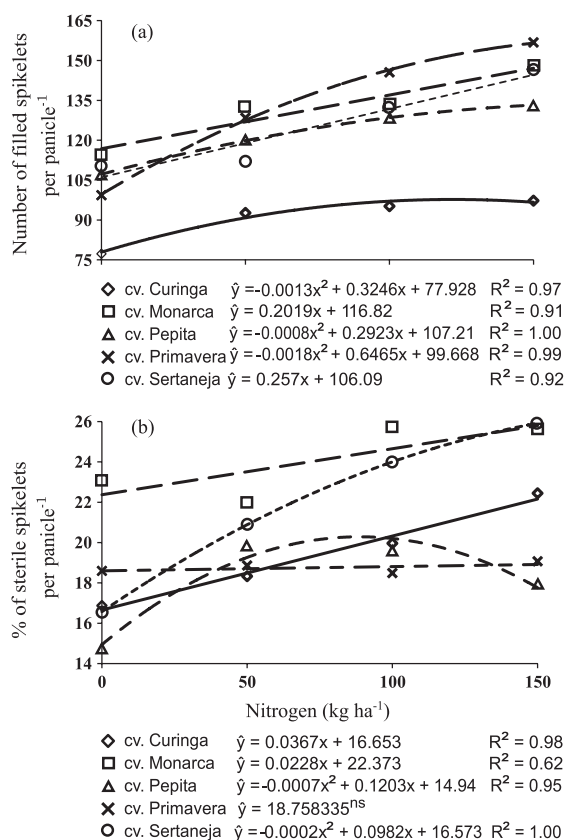 (a)
Number of filled spikelets
per panicle-1
165
150
135
120
105
90
75
cv. Curinga ŷ =-0.0013x² + 0.3246x + 77.928 R² = 0.97
cv. Monarca ŷ = 0.2019x + 116.82 R² = 0.91
cv. Pepita ŷ =-0.0008x² + 0.2923x + 107.21 R² = 1.00
cv. Primavera ŷ =-0.0018x² + 0.6465x + 99.668 R² = 0.99
cv. Sertaneja ŷ = 0.257x + 106.09 R² = 0.92
(b)
% of sterile spikelets
per panicle-1
26
24
22
20
18
16
14
0 50 100 150
Nitrogen (kg ha-1)
cv. Curinga ŷ = 0.0367x + 16.653 R² = 0.98
cv. Monarca ŷ = 0.0228x + 22.373 R² = 0.62
cv. Pepita ŷ = -0.0007x² + 0.1203x + 14.94 R² = 0.95
cv. Primavera ŷ = 18.758335ns
cv. Sertaneja ŷ = -0.0002x² + 0.0982x + 16.573 R² = 1.00